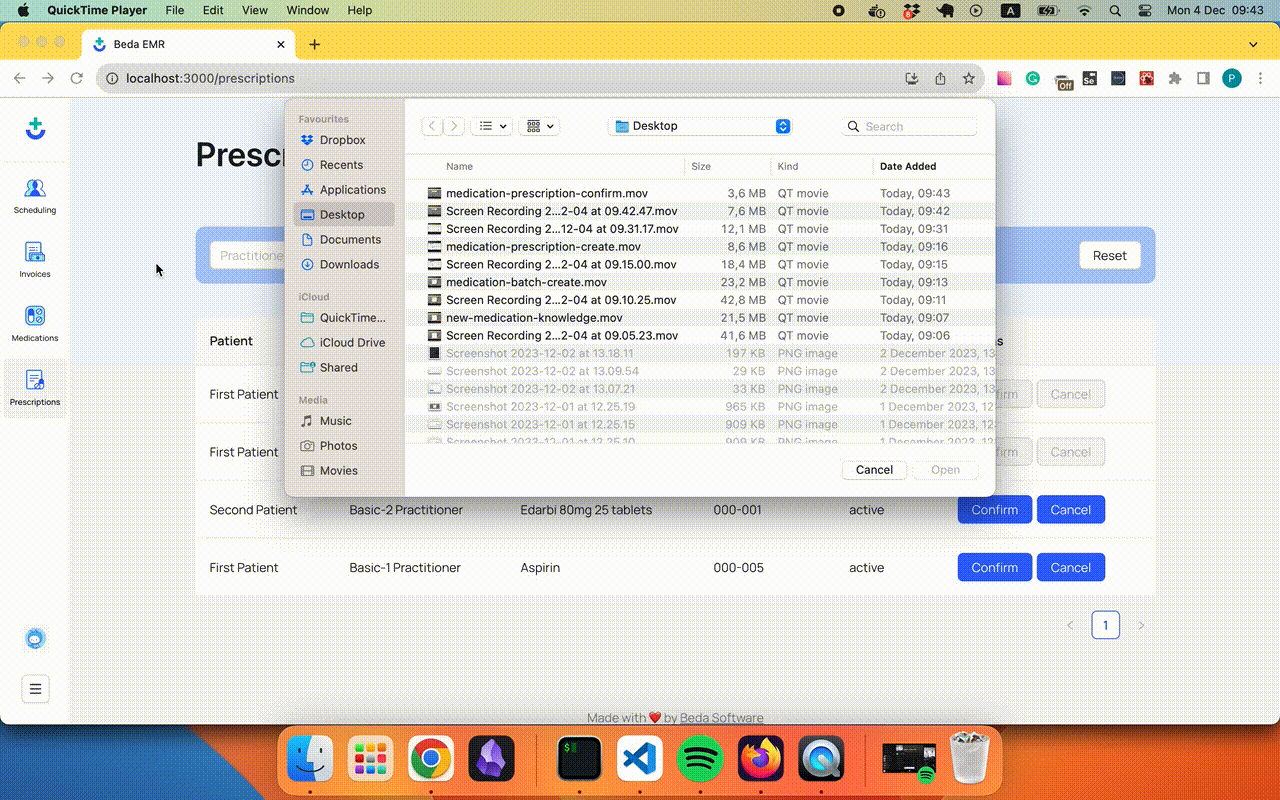 QuickTime Player File Edit View Window Help A Mon 4 Dec 09:43
Beda EMR
localhost:3000/prescriptions Off Se P
Favourites
Dropbox
Recents
Applications
Desktop
Documents
Downloads
iCloud
QuickTime...
iCloud Drive
Shared
Media
Music
Photos
Movies
Desktop Search
Name Size Kind Date Added
medication-prescription-confirm.mov 3,6 MB QT movie Today, 09:43
Screen Recording 2...2-04 at 09.42.47.mov 7,6 MB QT movie Today, 09:42
Screen Recording 2...12-04 at 09.31.17.mov 12,1 MB QT movie Today, 09:31
medication-prescription-create.mov 8,6 MB QT movie Today, 09:16
Screen Recording 2...2-04 at 09.15.00.mov 18,4 MB QT movie Today, 09:15
medication-batch-create.mov 23,2 MB QT movie Today, 09:13
Screen Recording 2...2-04 at 09.10.25.mov 42,8 MB QT movie Today, 09:11
new-medication-knowledge.mov 21,5 MB QT movie Today, 09:07
Screen Recording 2...2-04 at 09.05.23.mov 41,6 MB QT movie Today, 09:06
Screenshot 2023-12-02 at 13.18.11 197 KB PNG image 2 December 2023, 13
Screenshot 2023-12-02 at 13.09.54 29 KB PNG image 2 December 2023, 13
Screenshot 2023-12-02 at 13.07.21 33 KB PNG image 2 December 2023, 13
Screenshot 2023-12-01 at 12.25.19 965 KB PNG image 1 December 2023, 12
Screenshot 2023-12-01 at 12.25.15 909 KB PNG image 1 December 2023, 12
Screenshot 2023-12-01 at 12.25.10 909 KB PNG image 1 December 2023, 12
Cancel Open
Scheduling
Invoices
Medications
Prescriptions
Presc
Practitione Reset
Patient s
First Patient firm Cancel
First Patient firm Cancel
Second Patient Basic-2 Practitioner Edarbi 80mg 25 tablets 000-001 active Confirm Cancel
First Patient Basic-1 Practitioner Aspirin 000-005 active Confirm Cancel
< 1 >
Made with ❤️ by Beda Software